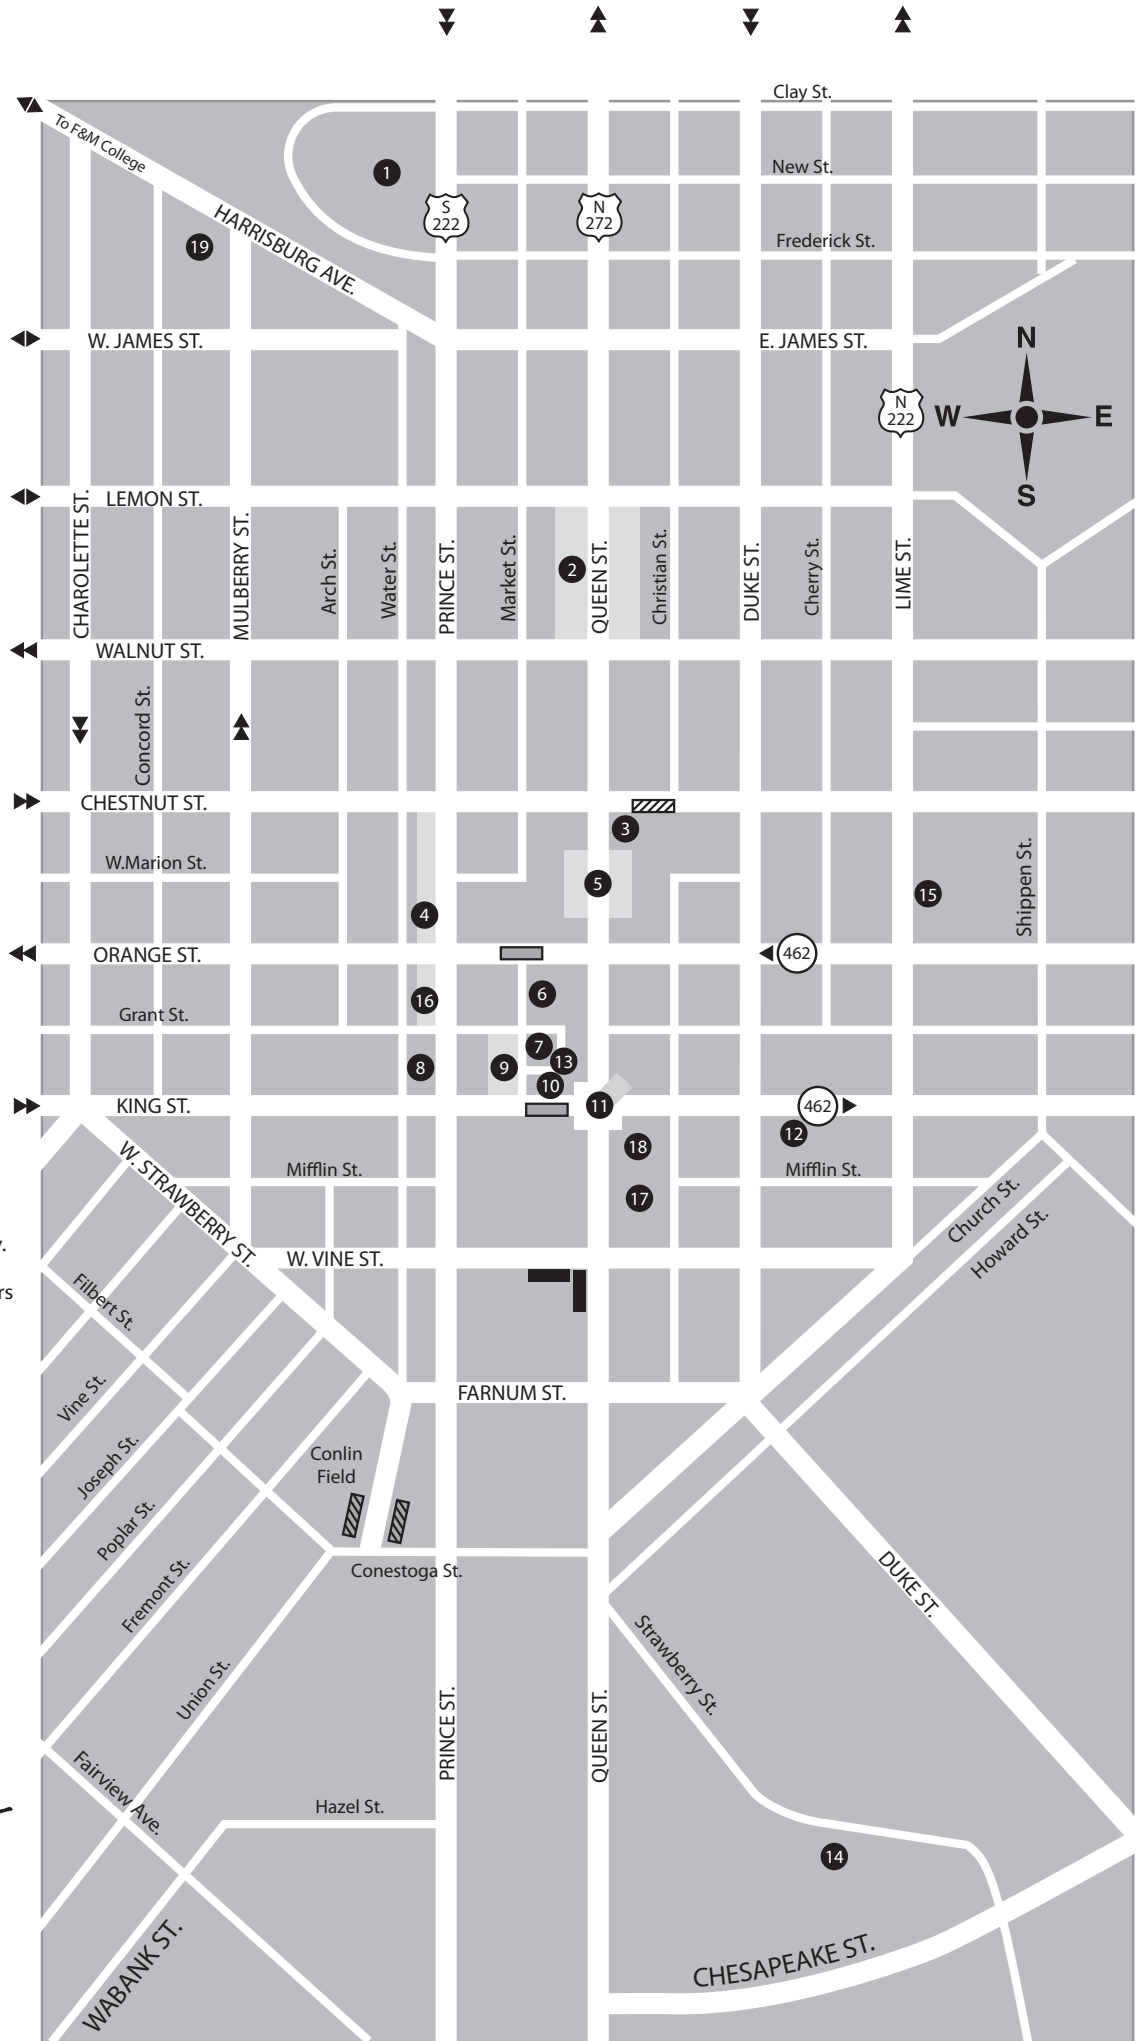 Clay St.
To F&M College
New St.
1
S
222
N
272
HARRISBURG AVE.
19
Frederick St.
W. JAMES ST.
E. JAMES ST.
N
N
222
W
E
S
LEMON ST.
CHAROLETTE ST.
MULBERRY ST.
Arch St.
Water St.
PRINCE ST.
Market St.
2
QUEEN ST.
Christian St.
DUKE ST.
Cherry St.
LIME ST.
WALNUT ST.
Concord St.
CHESTNUT ST.
3
W.Marion St.
5
15
Shippen St.
4
ORANGE ST.
462
6
16
Grant St.
7
13
8
9
10
KING ST.
11
462
12
18
W. STRAWBERRY ST.
Mifflin St.
Mifflin St.
17
Church St.
Howard St.
W. VINE ST.
Filbert St.
rs
Vine St.
FARNUM ST.
Joseph St.
Conlin
Field
Poplar St.
Fremont St.
Conestoga St.
DUKE ST.
Union St.
Strawberry St.
PRINCE ST.
QUEEN ST.
Fairview Ave.
Hazel St.
14
WABANK ST.
CHESAPEAKE ST.